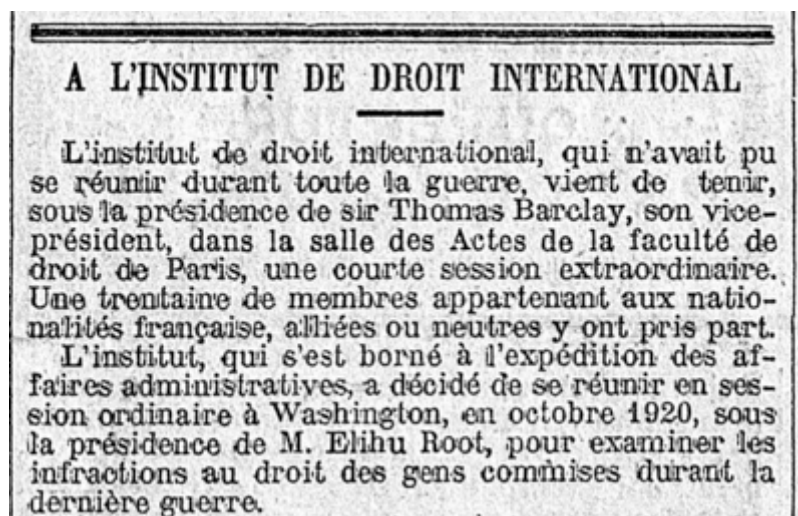 A L'INSTITUT DE DROIT INTERNATIONAL
L'institut de droit international, qui n'avait pu
se réunir durant toute la guerre, vient de tenir,
sous la présidence de sir Thomas Barclay, son vice-
président, dans la salle des Actes de la faculté de
droit de Paris, une courte session extraordinaire.
Une trentaine de membres appartenant aux natio-
nalités française, alliées ou neutres y ont pris part.
L'institut, qui s'est borné à l'expédition des af-
faires administratives, a décidé de se réunir en ses-
sion ordinaire à Washington, en octobre 1920, sous
la présidence de M. Elihu Root, pour examiner les
infractions au droit des gens commises durant la
dernière guerre.